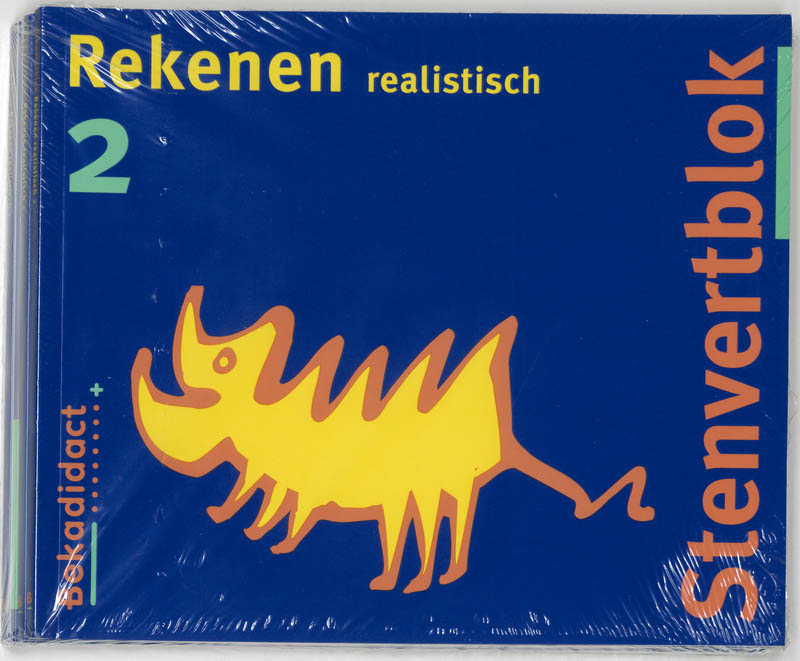 Rekenen realistisch
2
Stenvertblok
Bekadidact